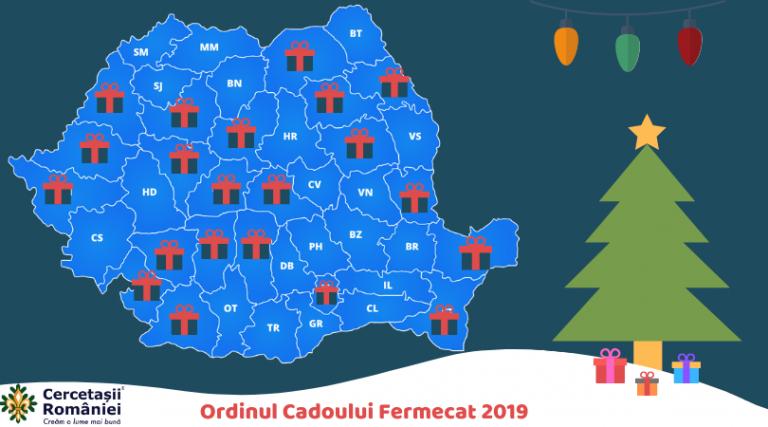 BT
MM
SM
SJ
BN
HR
VS
HD
CV
VN
CS
BZ
PH
BR
DB
IL
OT
CL
TR
GR
Cercetașii
României
Creăm o lume mai bună
Ordinul Cadoului Fermecat 2019